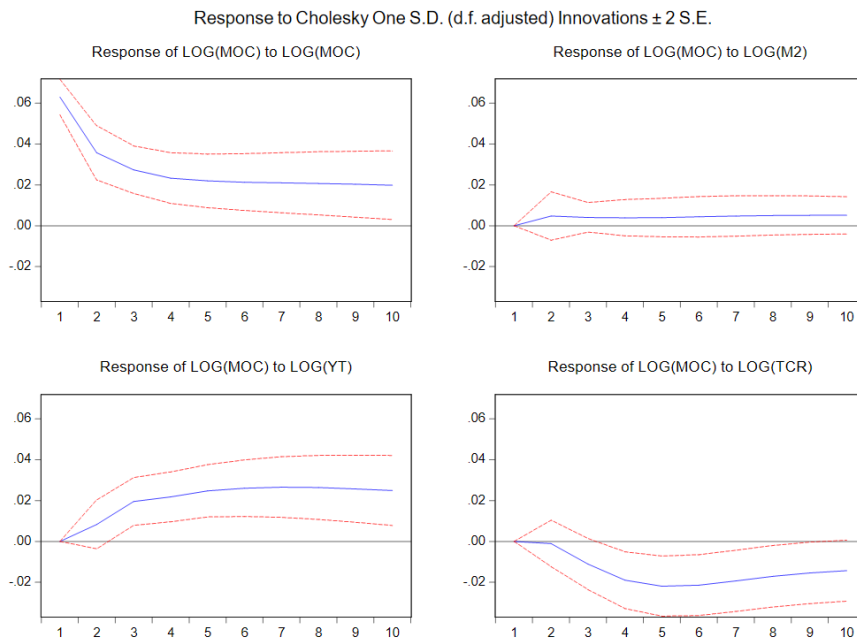 Response to Cholesky One S.D. (d.f. adjusted) Innovations ± 2 S.E.
Response of LOG(MOC) to LOG(MOC)
.06
.04
.02
.00
-.02
1 2 3 4 5 6 7 8 9 10
Response of LOG(MOC) to LOG(M2)
.06
.04
.02
.00
-.02
1 2 3 4 5 6 7 8 9 10
Response of LOG(MOC) to LOG(YT)
.06
.04
.02
.00
-.02
1 2 3 4 5 6 7 8 9 10
Response of LOG(MOC) to LOG(TCR)
.06
.04
.02
.00
-.02
1 2 3 4 5 6 7 8 9 10